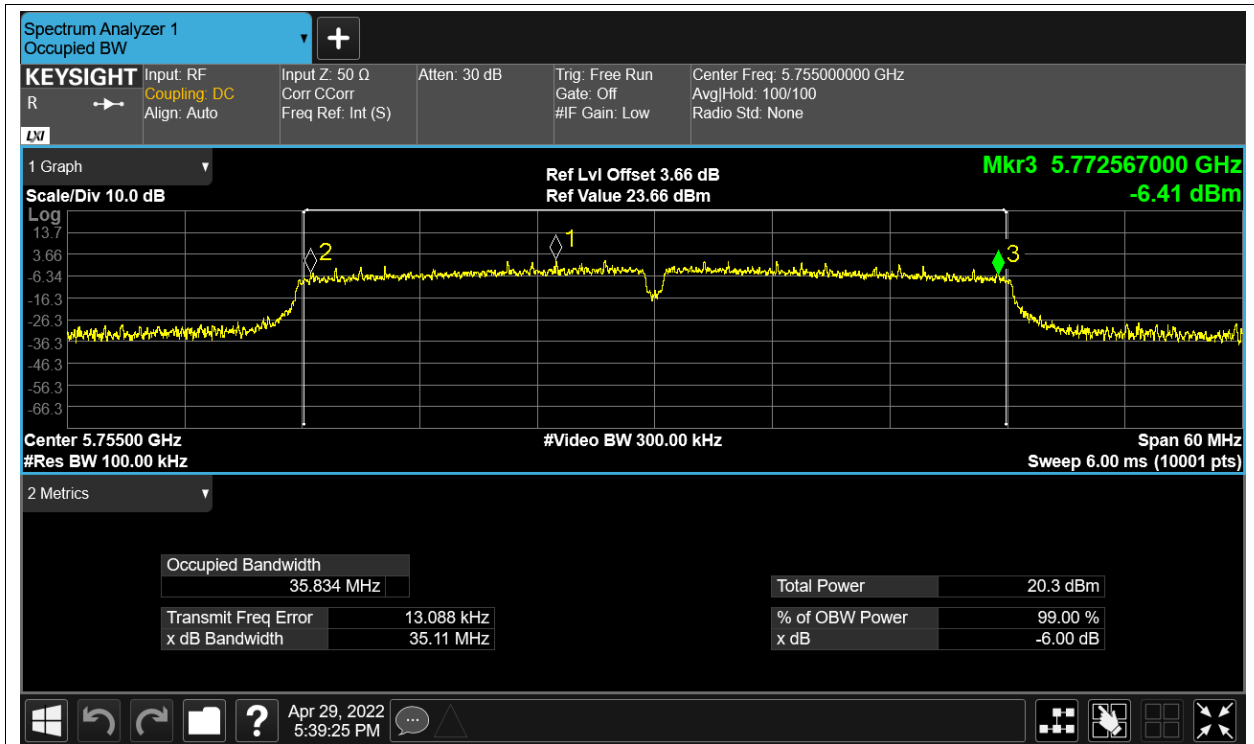 Spectrum Analyzer 1
Occupied BW
KEYSIGHT Input: RF Input Z: 50 Ω Atten: 30 dB Trig: Free Run Center Freq: 5.755000000 GHz
R Coupling: DC Corr CCorr Gate: Off Avg|Hold: 100/100
Align: Auto Freq Ref: Int (S) #IF Gain: Low Radio Std: None
LXI
1 Graph Ref Lvl Offset 3.66 dB Mkr3 5.772567000 GHz
Scale/Div 10.0 dB Ref Value 23.66 dBm -6.41 dBm
Log
13.7
3.66
-6.34
-16.3
-26.3
-36.3
-46.3
-56.3
-66.3
2 1 3
Center 5.75500 GHz #Video BW 300.00 kHz Span 60 MHz
#Res BW 100.00 kHz Sweep 6.00 ms (10001 pts)
2 Metrics
Occupied Bandwidth
35.834 MHz Total Power 20.3 dBm
Transmit Freq Error 13.088 kHz % of OBW Power 99.00 %
x dB Bandwidth 35.11 MHz x dB -6.00 dB
? Apr 29, 2022
5:39:25 PM